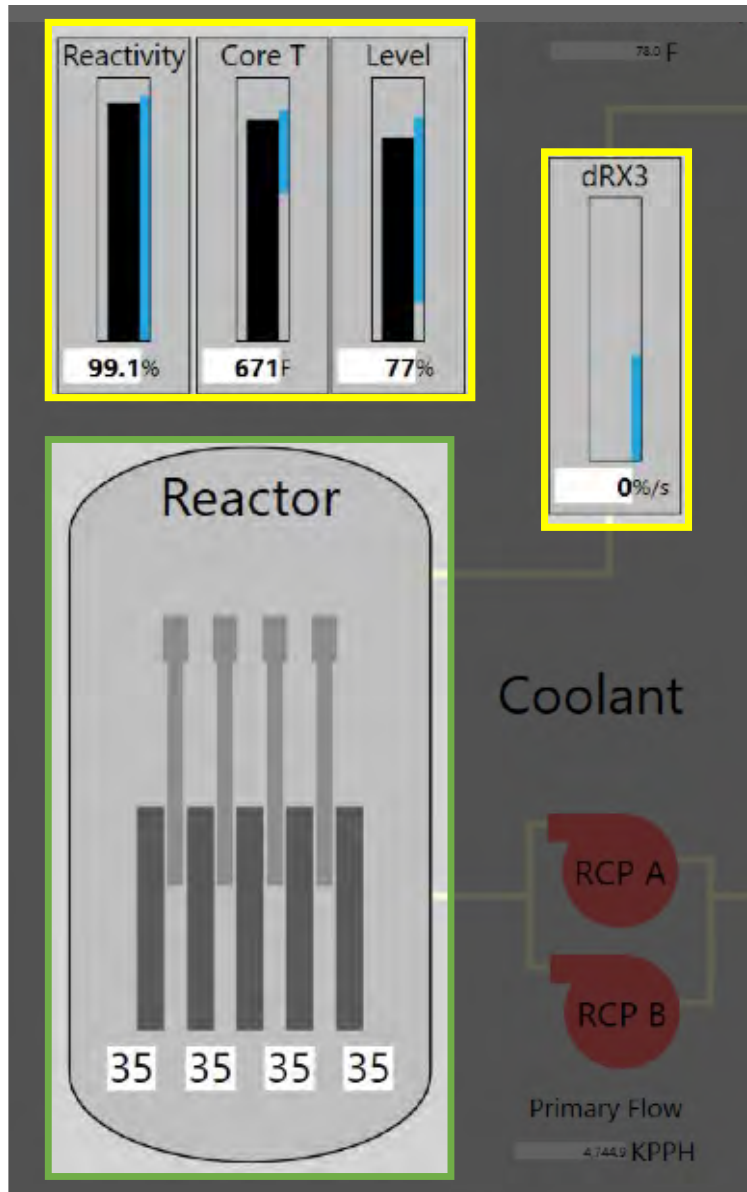 Reactivity Core T Level
78.0 F
99.1% 671F 77%
dRX3
0%/s
Reactor
Coolant
RCP A
RCP B
35 35 35 35
Primary Flow
4,744.9 KPPH